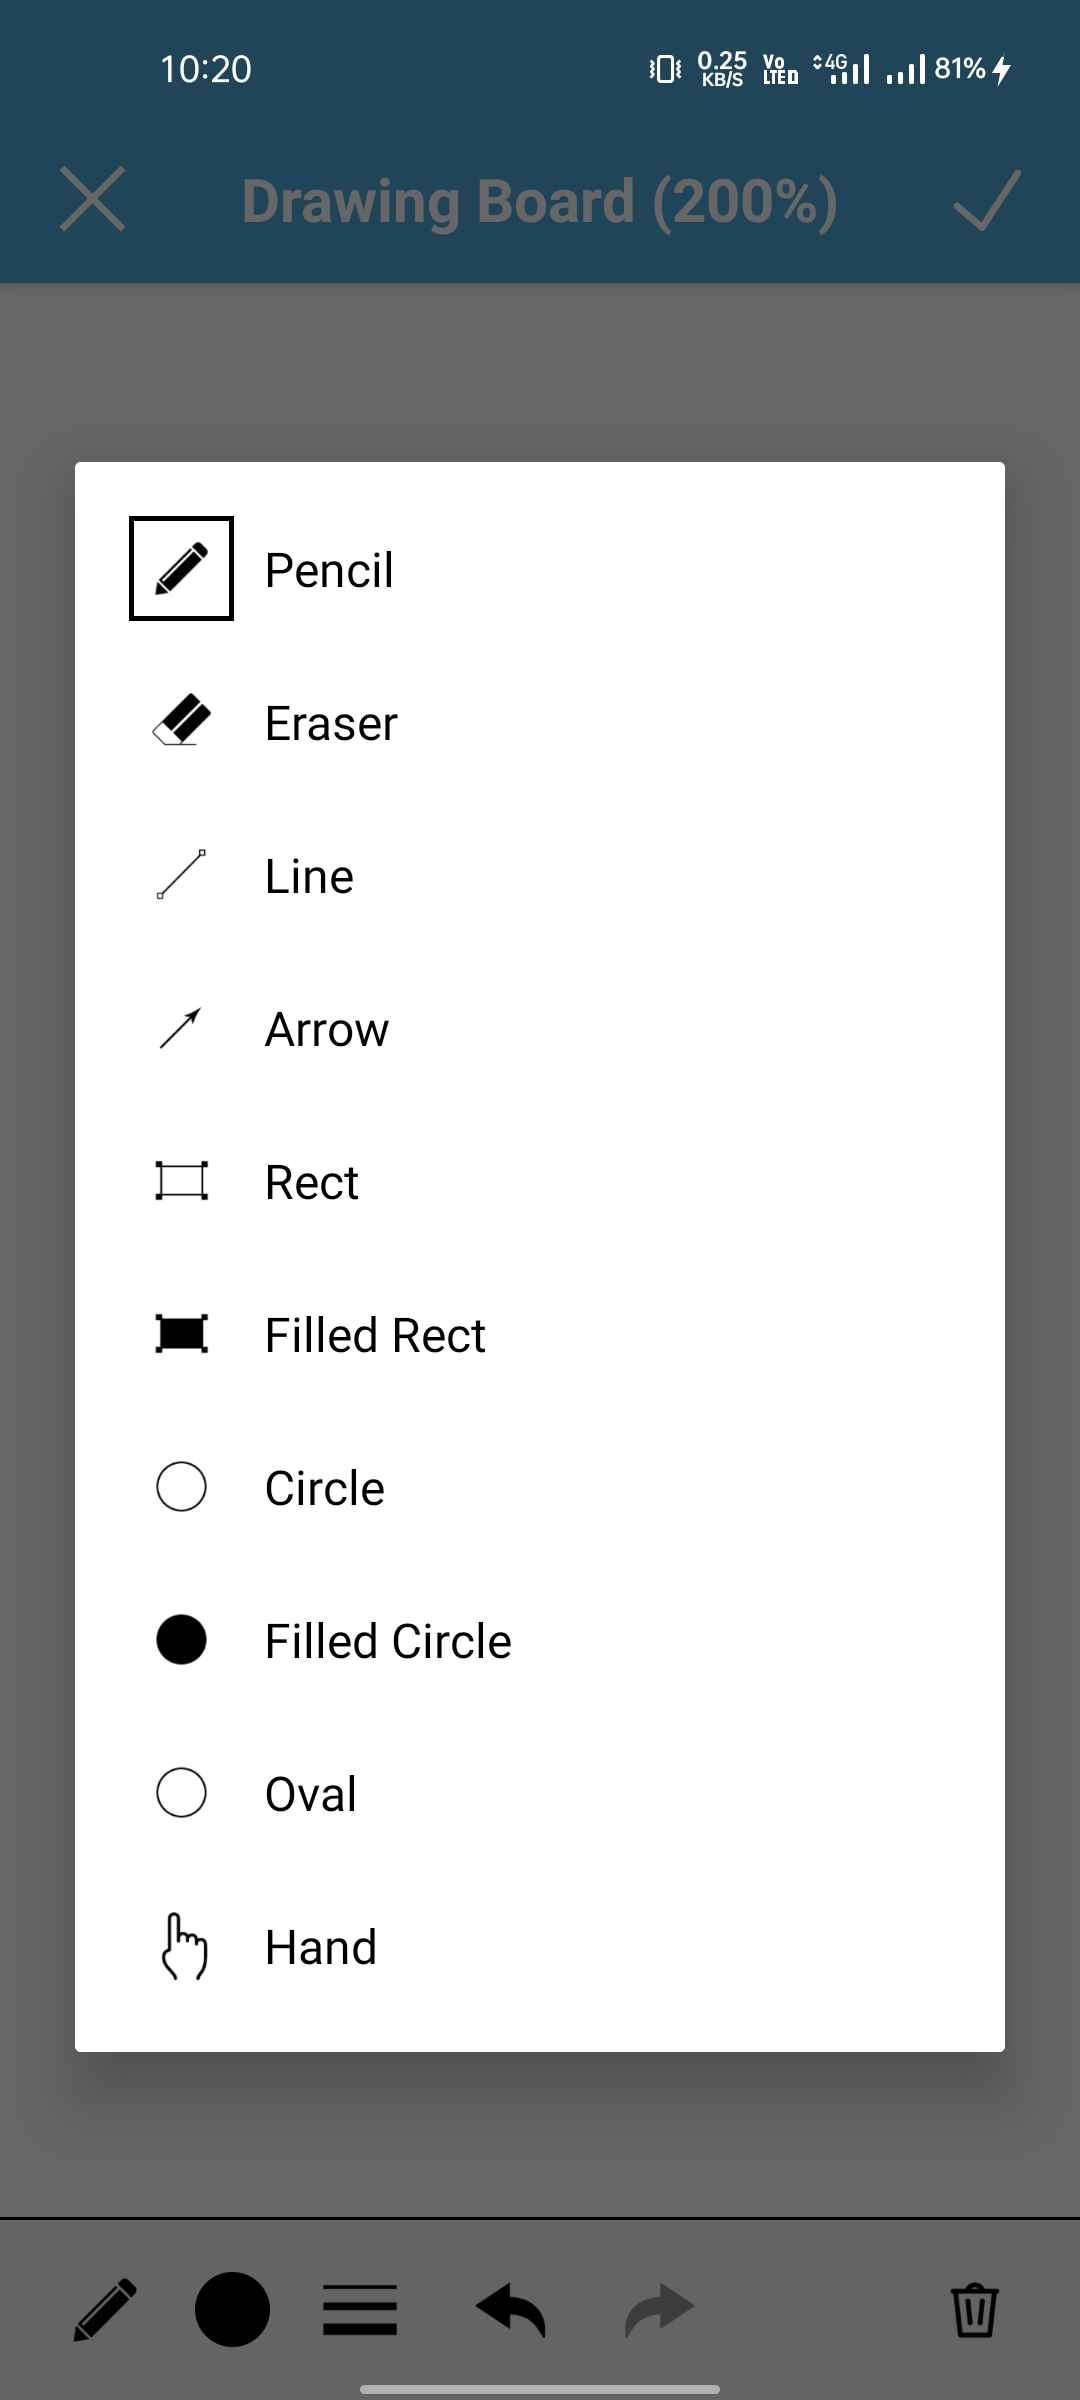 10:20
0.25
KB/S
Vo
LTE
4G
81%
Drawing Board (200%)
Pencil
Eraser
Line
Arrow
Rect
Filled Rect
Circle
Filled Circle
Oval
Hand